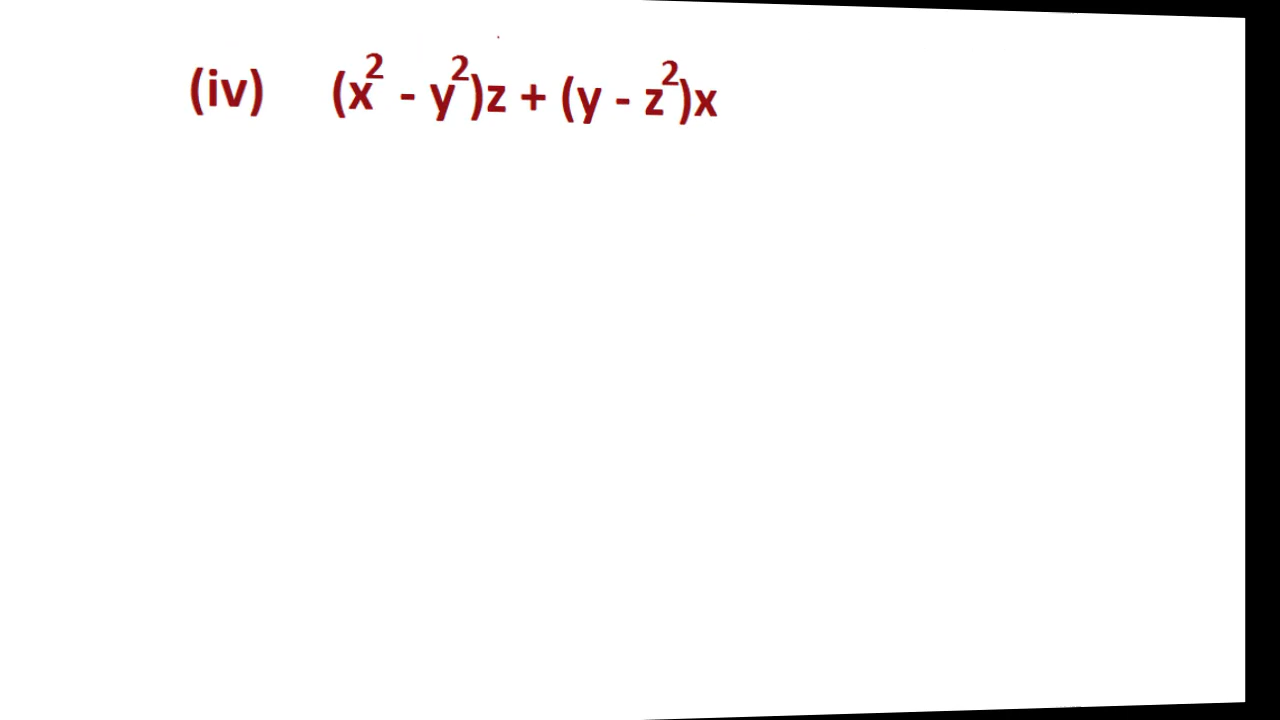 (iv) (x² - y²)z + (y - z²)x